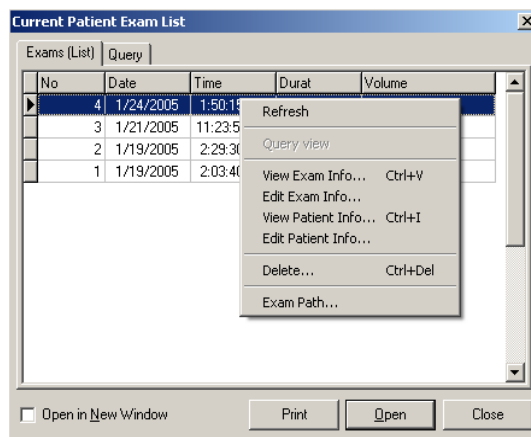 Current Patient Exam List
Exams (List) Query
No Date Time Durat Volume
4 1/24/2005 1:50:15
3 1/21/2005 11:23:5
2 1/19/2005 2:29:30
1 1/19/2005 2:03:40
Refresh
Query view
View Exam Info... Ctrl+V
Edit Exam Info...
View Patient Info... Ctrl+I
Edit Patient Info...
Delete... Ctrl+Del
Exam Path...
Open in New Window Print Open Close